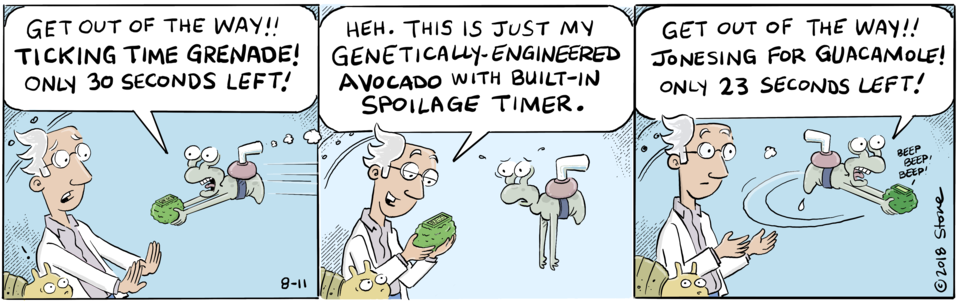 GET OUT OF THE WAY!!
TICKING TIME GRENADE!
ONLY 30 SECONDS LEFT!
8-11
HEH. THIS IS JUST MY
GENETICALLY-ENGINEERED
AVOCADO WITH BUILT-IN
SPOILAGE TIMER.
GET OUT OF THE WAY!!
JONESING FOR GUACAMOLE!
ONLY 23 SECONDS LEFT!
BEEP
BEEP!
BEEP!
©2018 Stone